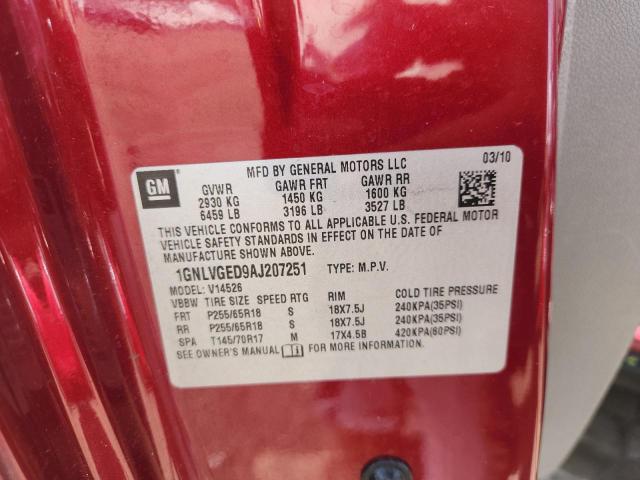 MFD BY GENERAL MOTORS LLC 03/10
GM
GVWR GAWR FRT GAWR RR
2930 KG 1450 KG 1600 KG
6459 LB 3196 LB 3527 LB
THIS VEHICLE CONFORMS TO ALL APPLICABLE U.S. FEDERAL MOTOR
VEHICLE SAFETY STANDARDS IN EFFECT ON THE DATE OF
MANUFACTURE SHOWN ABOVE.
1GNLVGED9AJ207251 TYPE: M.P.V.
MODEL: V14526
VBBW TIRE SIZE SPEED RTG RIM COLD TIRE PRESSURE
FRT P255/65R18 S 18X7.5J 240KPA(35PSI)
RR P255/65R18 S 18X7.5J 240KPA(35PSI)
SPA T145/70R17 M 17X4.5B 420KPA(60PSI)
SEE OWNER'S MANUAL FOR MORE INFORMATION.